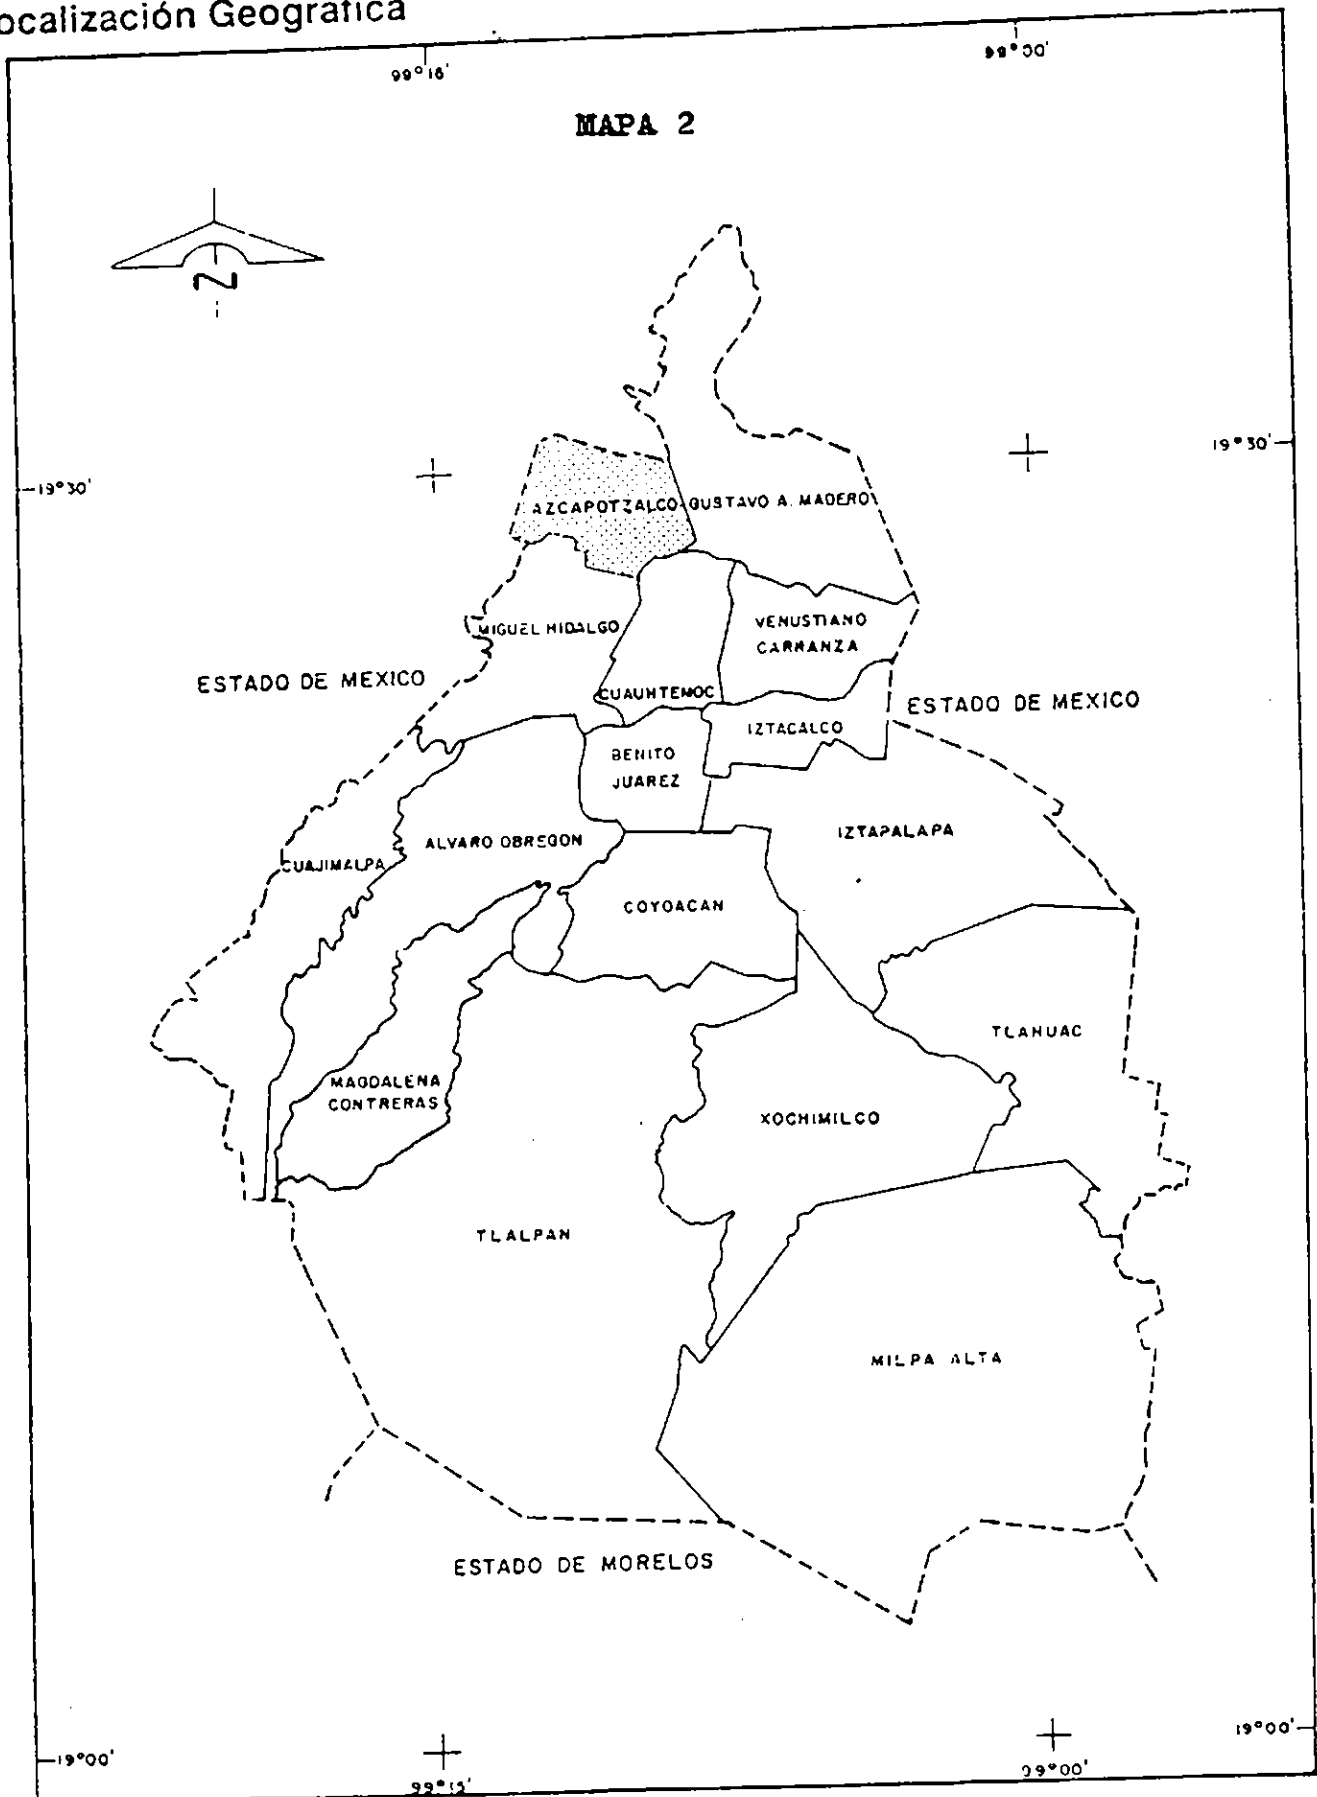 ocalización Geográfica
99°16'
99°00'
MAPA 2
N
19°30'
19°30'
AZCAPOTZALCO
GUSTAVO A. MADERO
MIGUEL HIDALGO
VENUSTIANO
CARRANZA
ESTADO DE MEXICO
CUAUHTEMOC
ESTADO DE MEXICO
IZTACALCO
BENITO
JUAREZ
IZTAPALAPA
ALVARO OBREGON
CUAJIMALPA
COYOACAN
TLAHUAC
MAGDALENA
CONTRERAS
XOCHIMILCO
TLALPAN
MILPA ALTA
ESTADO DE MORELOS
19°00'
19°00'
99°15'
99°00'